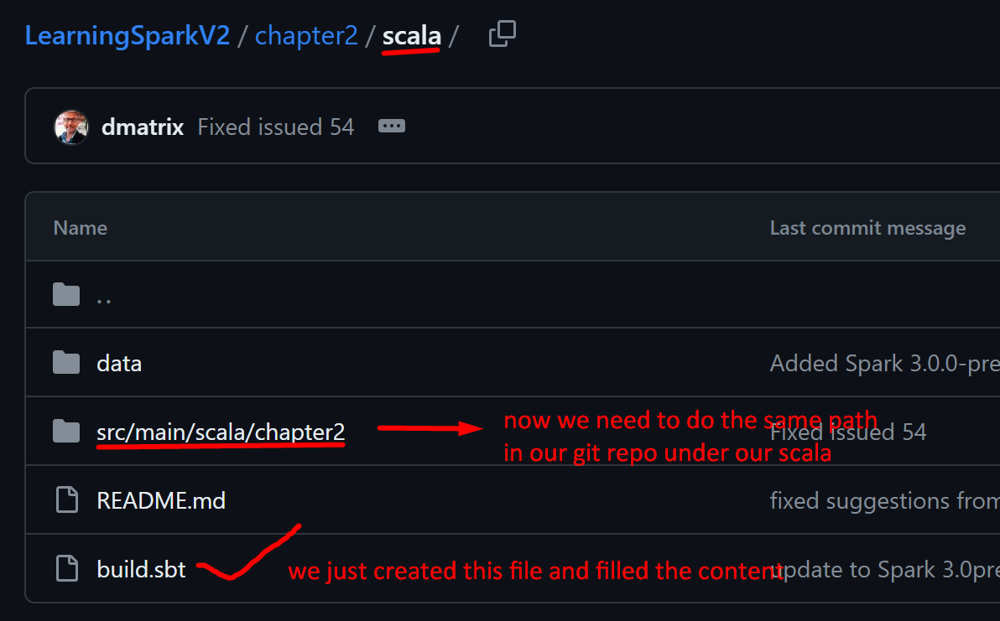 LearningSparkV2 / chapter2 / scala /
dmatrix Fixed issued 54
Name Last commit message
..
data Added Spark 3.0.0-pre
src/main/scala/chapter2 now we need to do the same path Fixed issued 54
in our git repo under our scala
README.md fixed suggestions from
build.sbt we just created this file and filled the content update to Spark 3.0pre